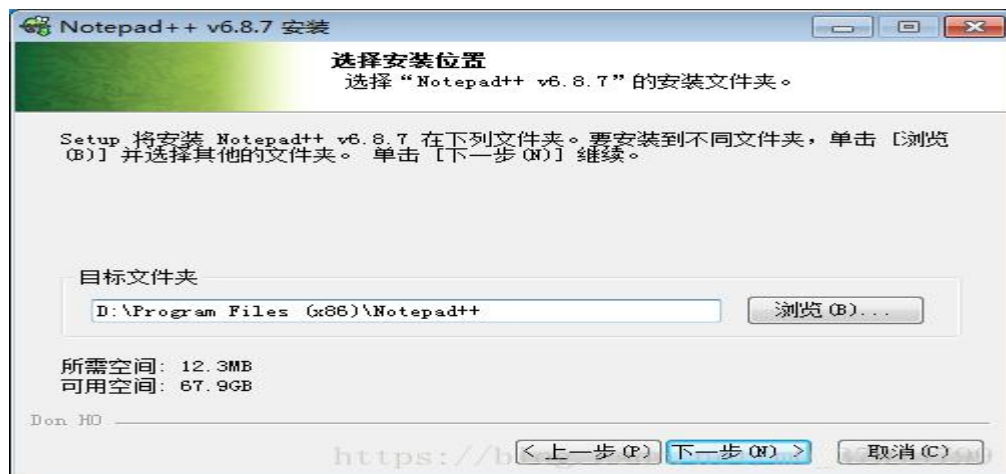 Notepad++ v6.8.7 安装
选择安装位置
选择“Notepad++ v6.8.7”的安装文件夹。
Setup 将安装 Notepad++ v6.8.7 在下列文件夹。要安装到不同文件夹，单击 [浏览
(B)] 并选择其他的文件夹。 单击 [下一步(N)] 继续。
目标文件夹
D:\Program Files (x86)\Notepad++
浏览(B)...
所需空间: 12.3MB
可用空间: 67.9GB
Don HO
< 上一步(P) 下一步(N) > 取消(C)
https://b